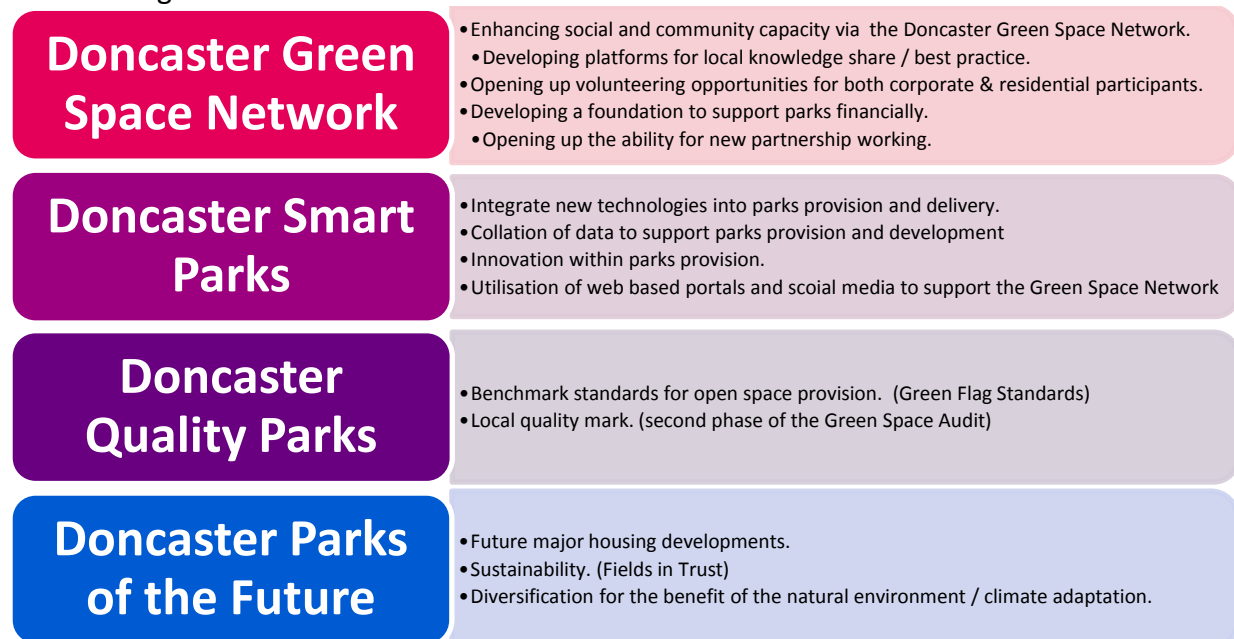 Doncaster Green
Space Network
•Enhancing social and community capacity via  the Doncaster Green Space Network.
•Developing platforms for local knowledge share / best practice.
•Opening up volunteering opportunities for both corporate & residential participants.
•Developing a foundation to support parks financially.
•Opening up the ability for new partnership working.
Doncaster Smart
Parks
•Integrate new technologies into parks provision and delivery.
•Collation of data to support parks provision and development
•Innovation within parks provision.
•Utilisation of web based portals and scoial media to support the Green Space Network
Doncaster
Quality Parks
•Benchmark standards for open space provision.  (Green Flag Standards)
•Local quality mark. (second phase of the Green Space Audit)
Doncaster Parks
of the Future
•Future major housing developments.
•Sustainability. (Fields in Trust)
•Diversification for the benefit of the natural environment / climate adaptation.